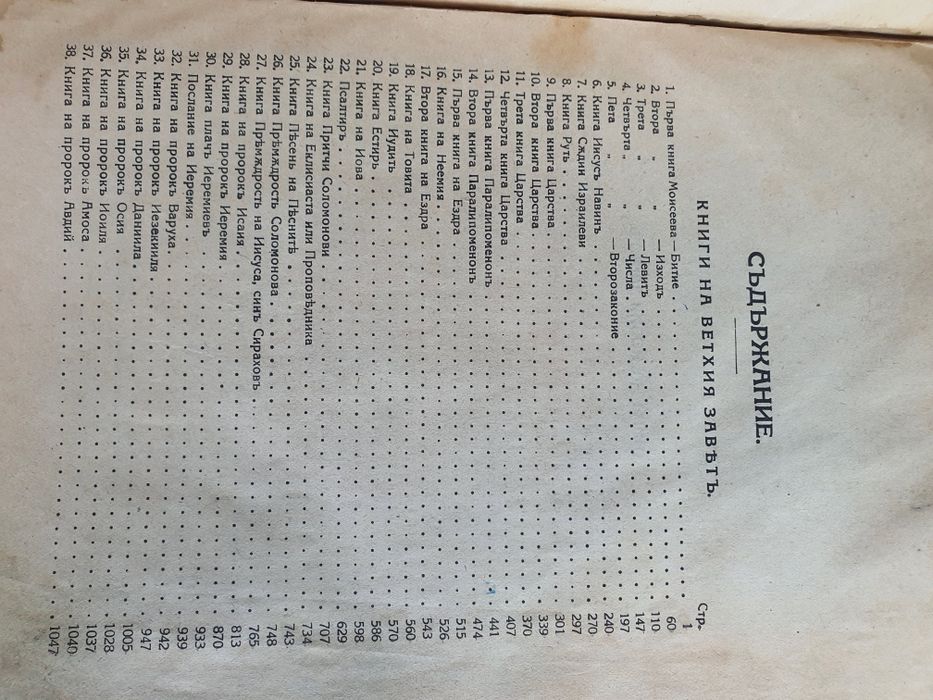 СЪДЪРЖАНИЕ.
КНИГИ НА ВЕТХИЯ ЗАВѢТЪ.
Стр.
1. Първа книга Моисеева — Битие 1
2. Втора „ „ — Изходъ 60
3. Трета „ „ — Левитъ 110
4. Четвърта „ „ — Числа 147
5. Пета „ „ — Второзаконие 197
6. Книга Иисусъ Навинъ 240
7. Книга Сѫдии Израилеви 270
8. Книга Руть 297
9. Първа книга Царства 301
10. Втора книга Царства 339
11. Трета книга Царства 370
12. Четвърта книга Царства 407
13. Първа книга Паралипоменонъ 441
14. Втора книга Паралипоменонъ 474
15. Първа книга на Ездра 515
16. Книга на Неемия 526
17. Втора книга на Ездра 543
18. Книга на Товита 560
19. Книга Иудить 570
20. Книга Естирь 586
21. Книга на Иова 598
22. Псалтиръ 629
23. Книга Притчи Соломонови 707
24. Книга на Еклисиаста или Проповѣдника 734
25. Книга Пѣсень на Пѣснитѣ 743
26. Книга Прѣмѫдрость Соломонова 748
27. Книга Прѣмѫдрость на Иисуса, синъ Сираховъ 765
28. Книга на пророкъ Исаия 813
29. Книга на пророкъ Иеремия 870
30. Книга плачъ Иеремиевъ 933
31. Послание на Иеремия 939
32. Книга на пророкъ Варуха 942
33. Книга на пророкъ Иезекииля 947
34. Книга на пророкъ Даниила 1005
35. Книга на пророкъ Осия 1028
36. Книга на пророкъ Иоиля 1037
37. Книга на пророкъ Амоса 1040
38. Книга на пророкъ Авдий 1047